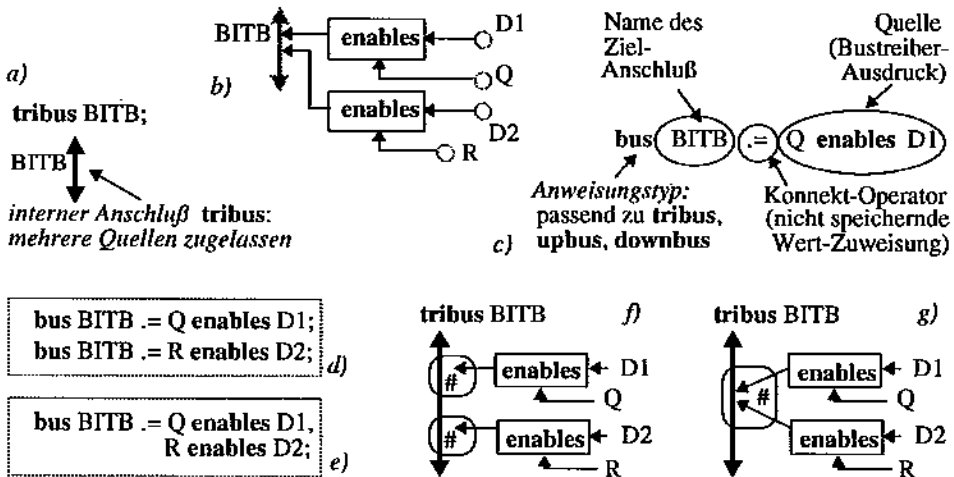 a)
tribus BITB;
BITB
interner Anschluß tribus:
mehrere Quellen zugelassen
b)
BITB
enables
D1
Q
enables
D2
R
Name des
Ziel-
Anschluß
Quelle
(Bustreiber-
Ausdruck)
bus BITB .= Q enables D1
Anweisungstyp:
passend zu tribus,
upbus, downbus
c)
Konnekt-Operator
(nicht speichernde
Wert-Zuweisung)
bus BITB .= Q enables D1;
bus BITB .= R enables D2;
d)
bus BITB .= Q enables D1,
R enables D2;
e)
tribus BITB
f)
#
enables
D1
Q
#
enables
D2
R
tribus BITB
g)
#
enables
D1
Q
enables
D2
R